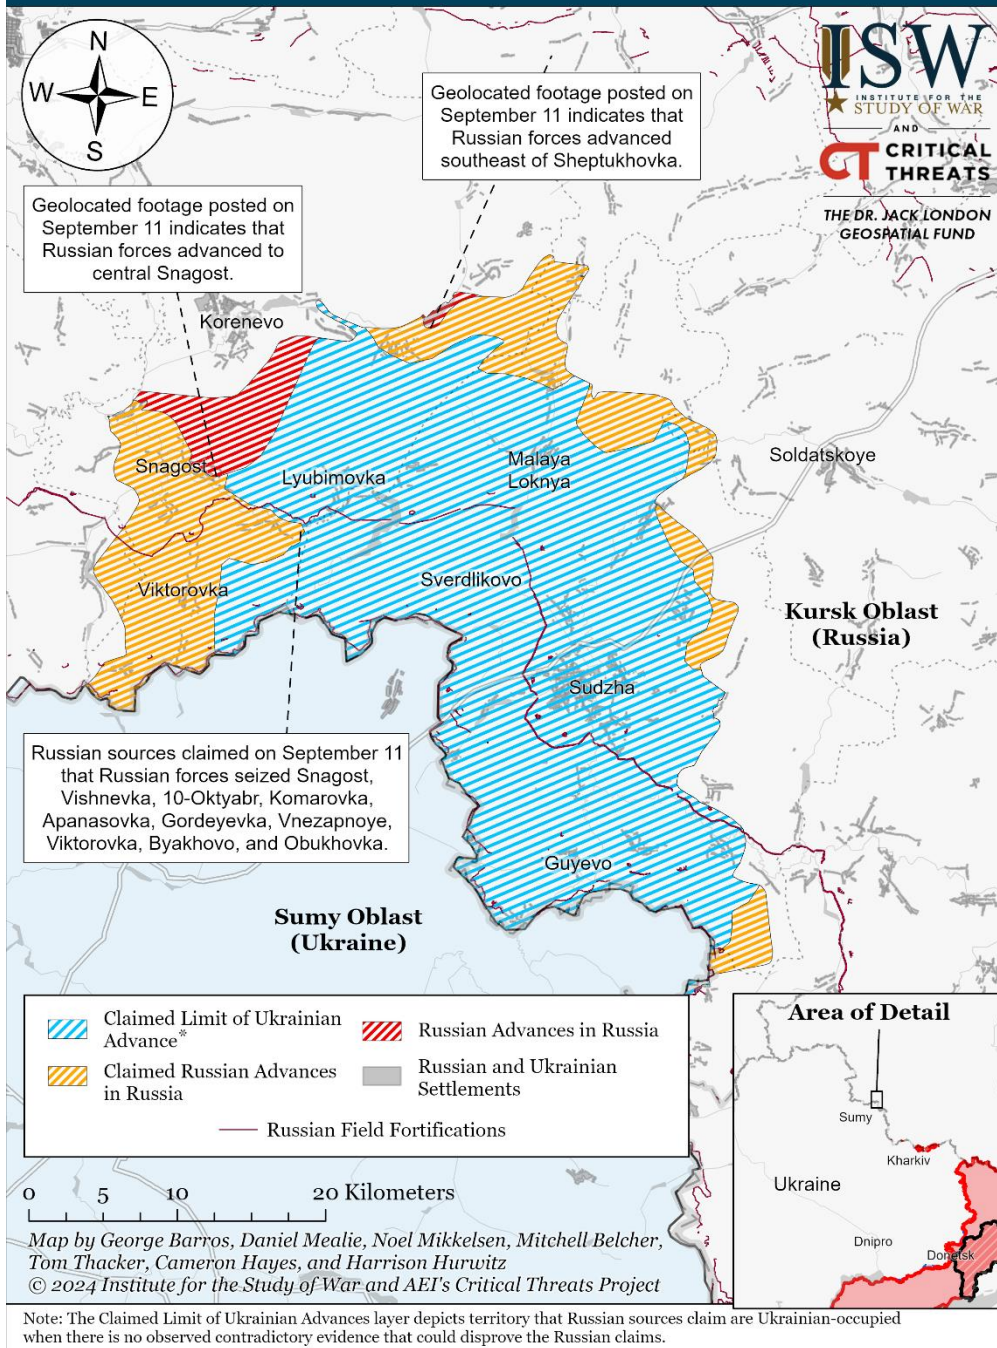 N
W
E
S
ISW
INSTITUTE FOR THE
STUDY OF WAR
AND
CT CRITICAL
THREATS
THE DR. JACK LONDON
GEOSPATIAL FUND
Geolocated footage posted on
September 11 indicates that
Russian forces advanced
southeast of Sheptukhovka.
Geolocated footage posted on
September 11 indicates that
Russian forces advanced to
central Snagost.
Korenevo
Snagost
Lyubimovka
Malaya
Loknya
Soldatskoye
Viktorovka
Sverdlikovo
Kursk Oblast
(Russia)
Sudzha
Russian sources claimed on September 11
that Russian forces seized Snagost,
Vishnevka, 10-Oktyabr, Komarovka,
Apanasovka, Gordeyevka, Vnezapnoye,
Viktorovka, Byakhovo, and Obukhovka.
Guyevo
Sumy Oblast
(Ukraine)
Claimed Limit of Ukrainian
Advance*
Russian Advances in Russia
Claimed Russian Advances
in Russia
Russian and Ukrainian
Settlements
Russian Field Fortifications
Area of Detail
Sumy
Kharkiv
Ukraine
Dnipro
Donetsk
0 5 10 20 Kilometers
Map by George Barros, Daniel Mealie, Noel Mikkelsen, Mitchell Belcher,
Tom Thacker, Cameron Hayes, and Harrison Hurwitz
© 2024 Institute for the Study of War and AEI's Critical Threats Project
Note: The Claimed Limit of Ukrainian Advances layer depicts territory that Russian sources claim are Ukrainian-occupied
when there is no observed contradictory evidence that could disprove the Russian claims.